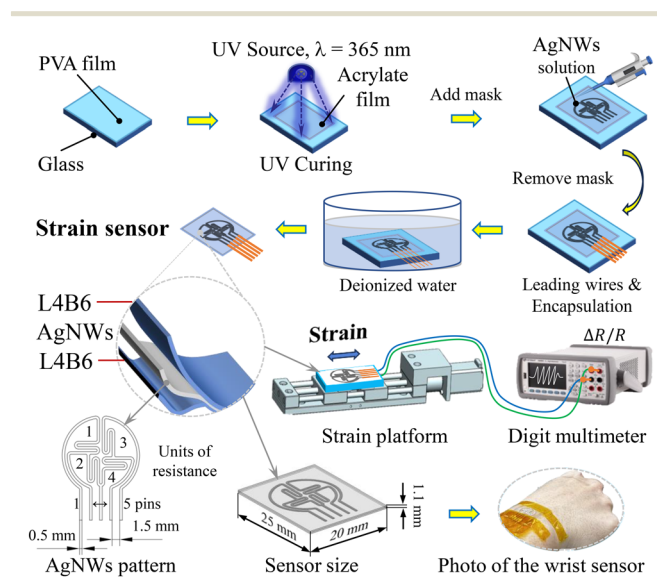 UV Source, λ = 365 nm
AgNWs
solution
PVA film
Acrylate
film
Add mask
Glass
UV Curing
Remove mask
Strain sensor
Deionized water
Leading wires &
Encapsulation
L4B6
AgNWs
L4B6
Strain
ΔR/R
Strain platform
Digit multimeter
1
2
3
4
Units of
resistance
1
5 pins
0.5 mm
1.5 mm
AgNWs pattern
25 mm
20 mm
1.1 mm
Sensor size
Photo of the wrist sensor